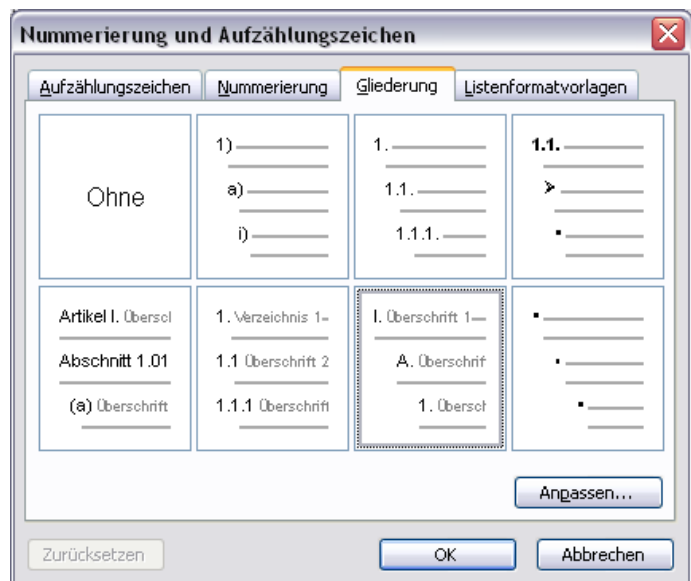 Nummerierung und Aufzählungszeichen
Aufzählungszeichen Nummerierung Gliederung Listenformatvorlagen
Ohne
1)
a)
i)
1.
1.1.
1.1.1.
1.1.
Artikel I. Überscl
Abschnitt 1.01
(a) Überschrift
1. Verzeichnis 1
1.1 Überschrift 2
1.1.1 Überschrift
I. Überschrift 1
A. Überschrif
1. Übersch
Anpassen...
Zurücksetzen OK Abbrechen